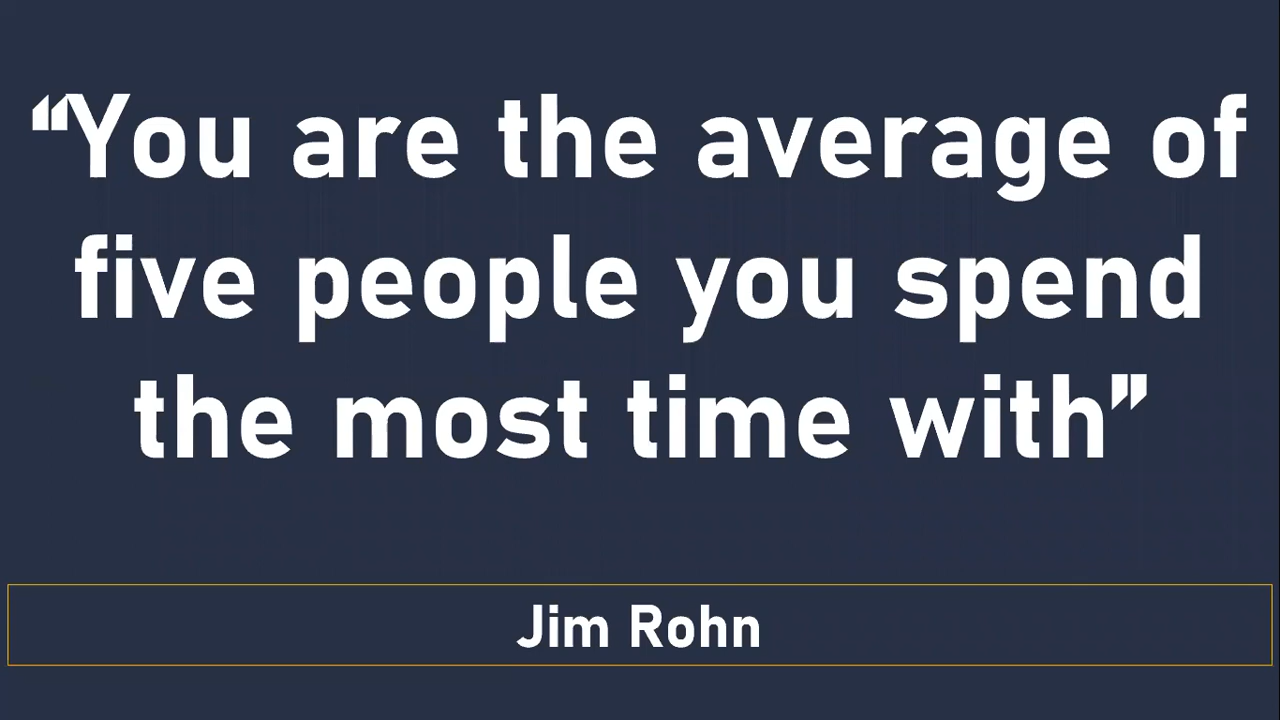 “You are the average of
five people you spend
the most time with”
Jim Rohn